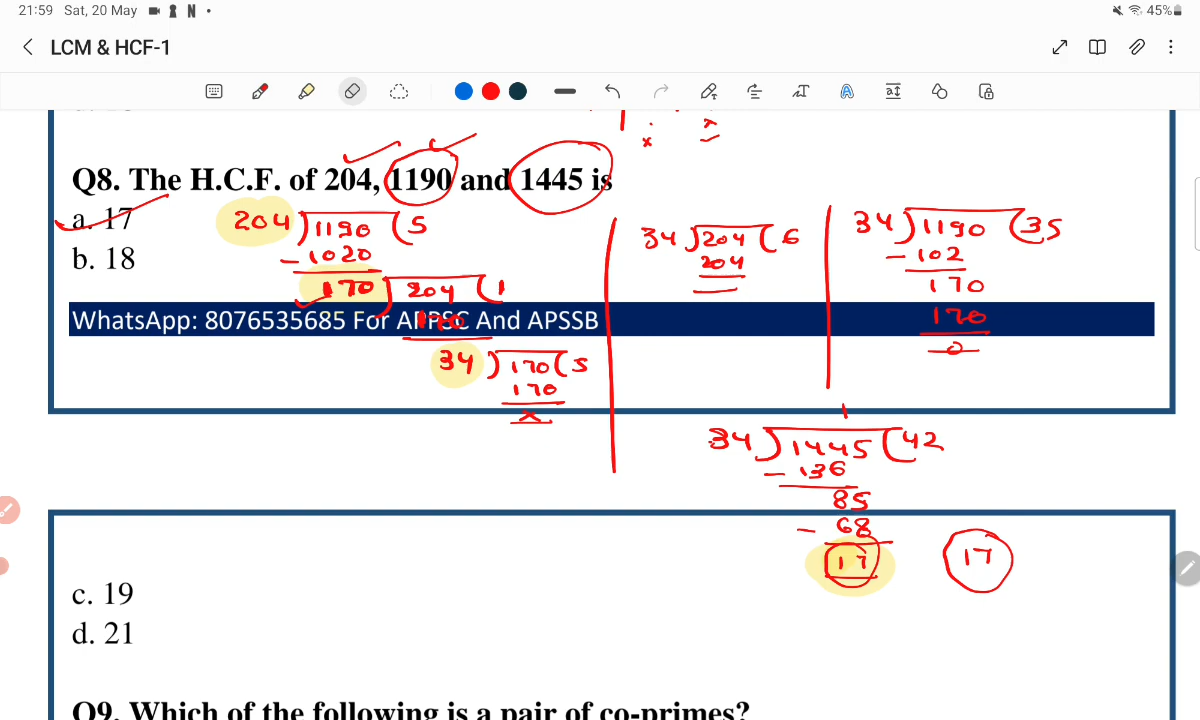 21:59 Sat, 20 May N •
45%
LCM & HCF-1
Q8. The H.C.F. of 204, 1190 and 1445 is
a. 17
b. 18
204 ) 1190 ( 5
- 1020
170 ) 204 ( 1
170
34 ) 170 ( 5
170
x
34 ) 204 ( 6
204
34 ) 1190 ( 35
- 102
170
170
0
WhatsApp: 8076535685 For APPSC And APSSB
1
34 ) 1445 ( 42
- 136
85
- 68
17
17
c. 19
d. 21
Q9. Which of the following is a pair of co-primes?